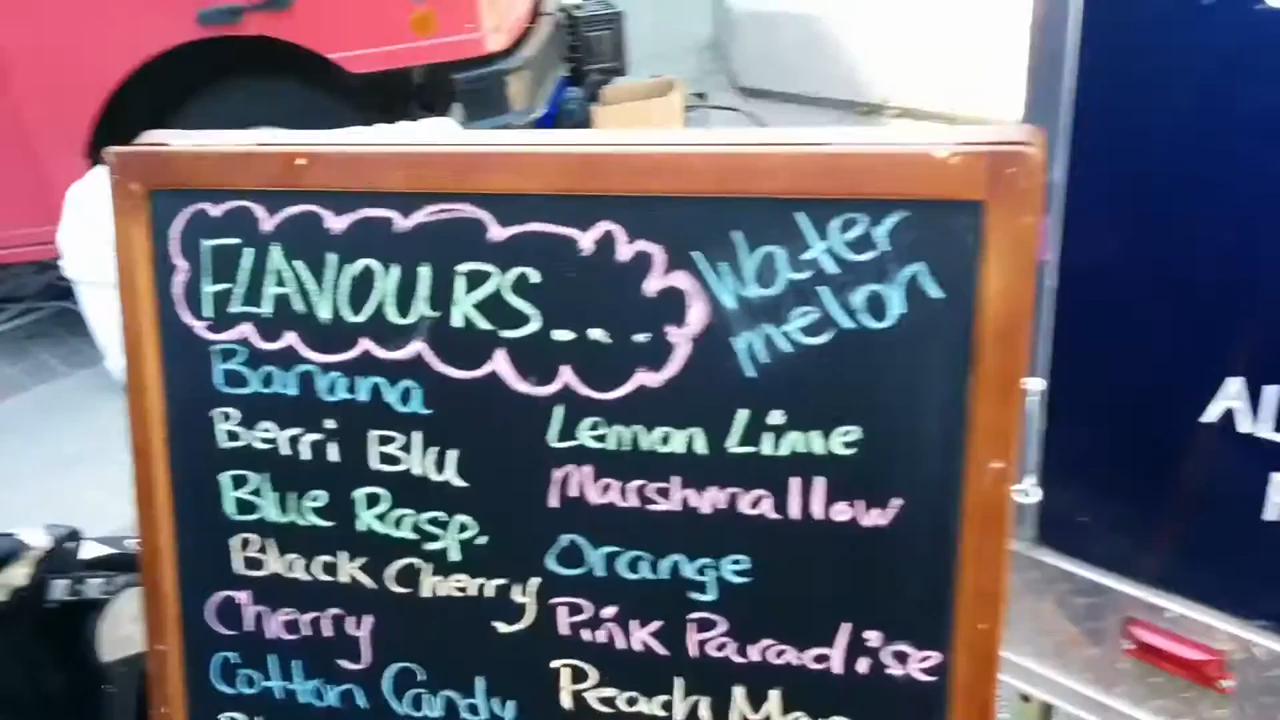 FLAVOURS...
Water
melon
Banana
Berri Blu
Blue Rasp.
Black Cherry
Cherry
Cotton Candy
Lemon Lime
Marshmallow
Orange
Pink Paradise
Peach